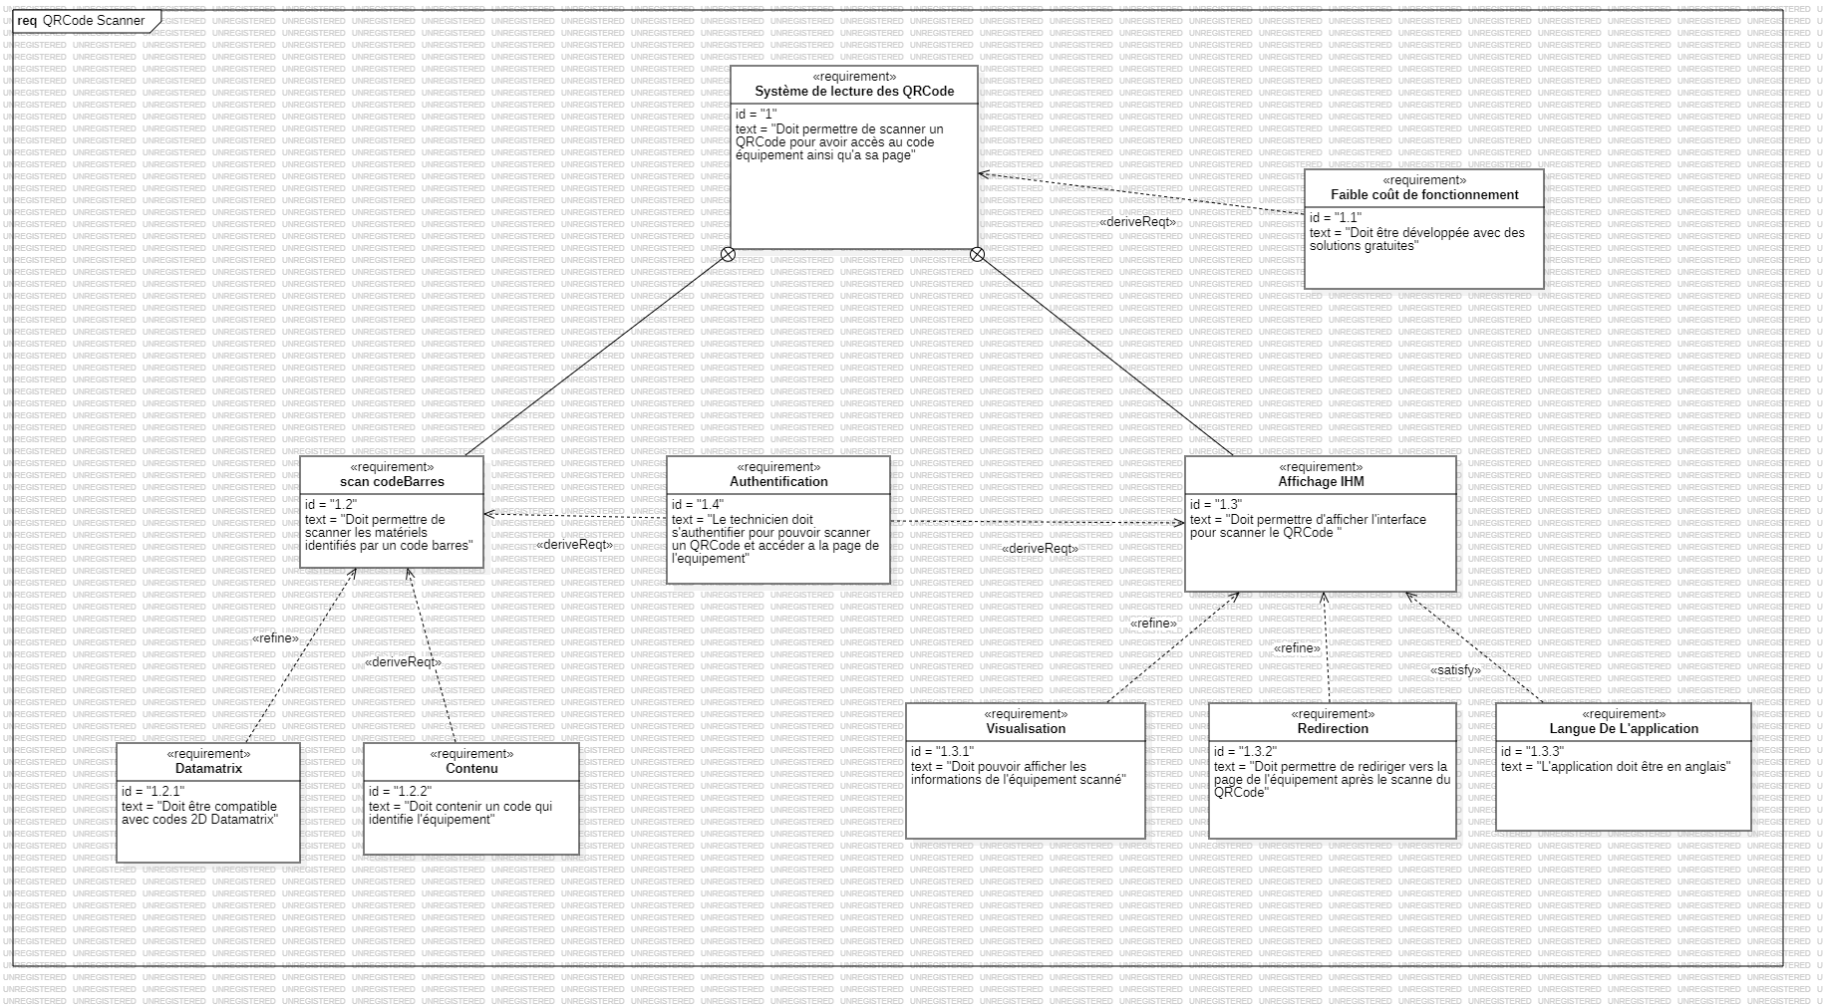 req QRCode Scanner
«requirement»
Système de lecture des QRCode
id = "1"
text = "Doit permettre de scanner un
QRCode pour avoir accès au code
équipement ainsi qu'a sa page"
«requirement»
Faible coût de fonctionnement
id = "1.1"
text = "Doit être développée avec des
solutions gratuites"
«deriveReqt»
«requirement»
scan codeBarres
id = "1.2"
text = "Doit permettre de
scanner les matériels
identifiés par un code barres"
«deriveReqt»
«requirement»
Authentification
id = "1.4"
text = "Le technicien doit
s'authentifier pour pouvoir scanner
un QRCode et accéder a la page de
l'equipement"
«deriveReqt»
«requirement»
Affichage IHM
id = "1.3"
text = "Doit permettre d'afficher l'interface
pour scanner le QRCode "
«refine»
«deriveReqt»
«refine»
«refine»
«satisfy»
«requirement»
Datamatrix
id = "1.2.1"
text = "Doit être compatible
avec codes 2D Datamatrix"
«requirement»
Contenu
id = "1.2.2"
text = "Doit contenir un code qui
identifie l'équipement"
«requirement»
Visualisation
id = "1.3.1"
text = "Doit pouvoir afficher les
informations de l'équipement scanné"
«requirement»
Redirection
id = "1.3.2"
text = "Doit permettre de rediriger vers la
page de l'équipement après le scanne du
QRCode"
«requirement»
Langue De L'application
id = "1.3.3"
text = "L'application doit être en anglais"
UNREGISTERED